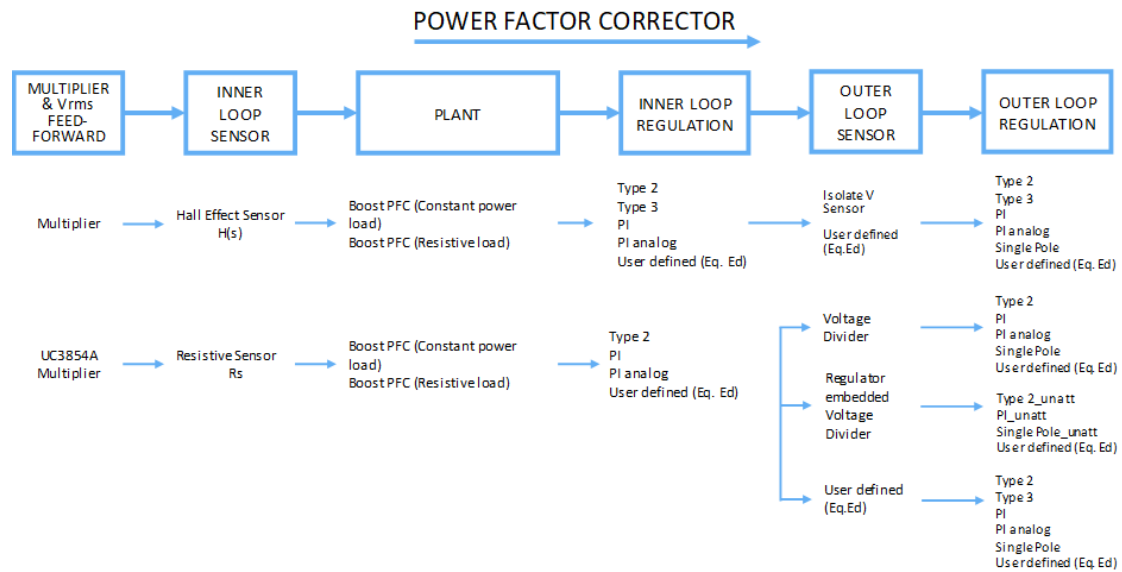 POWER FACTOR CORRECTOR
MULTIPLIER
& Vrms
FEED-
FORWARD
INNER
LOOP
SENSOR
PLANT
INNER LOOP
REGULATION
OUTER
LOOP
SENSOR
OUTER LOOP
REGULATION
Multiplier
Hall Effect Sensor
H(s)
Boost PFC (Constant power
load)
Boost PFC (Resistive load)
Type 2
Type 3
PI
PI analog
User defined (Eq. Ed)
Isolate V
Sensor
User defined
(Eq.Ed)
Type 2
Type 3
PI
PI analog
Single Pole
User defined (Eq. Ed)
UC3854A
Multiplier
Resistive Sensor
Rs
Boost PFC (Constant power
load)
Boost PFC (Resistive load)
Type 2
PI
PI analog
User defined (Eq. Ed)
Voltage
Divider
Type 2
PI
PI analog
Single Pole
User defined (Eq. Ed)
Regulator
embedded
Voltage
Divider
Type 2_unatt
PI_unatt
Single Pole_unatt
User defined (Eq. Ed)
User defined
(Eq.Ed)
Type 2
Type 3
PI
PI analog
Single Pole
User defined (Eq. Ed)